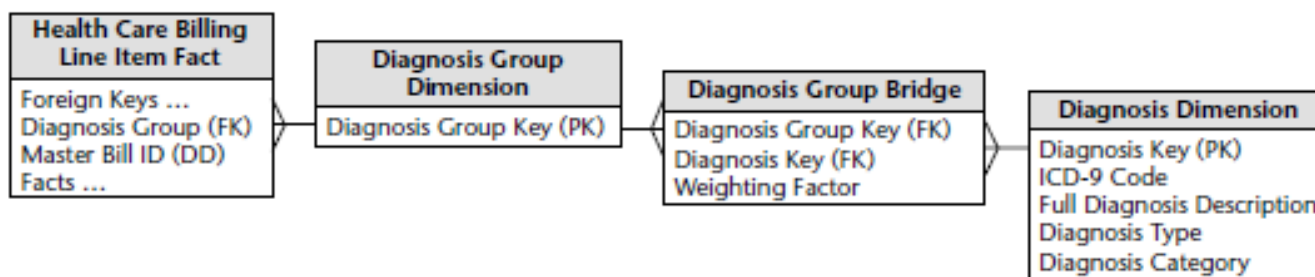 Health Care Billing
Line Item Fact
Foreign Keys ...
Diagnosis Group (FK)
Master Bill ID (DD)
Facts ...
Diagnosis Group
Dimension
Diagnosis Group Key (PK)
Diagnosis Group Bridge
Diagnosis Group Key (FK)
Diagnosis Key (FK)
Weighting Factor
Diagnosis Dimension
Diagnosis Key (PK)
ICD-9 Code
Full Diagnosis Description
Diagnosis Type
Diagnosis Category